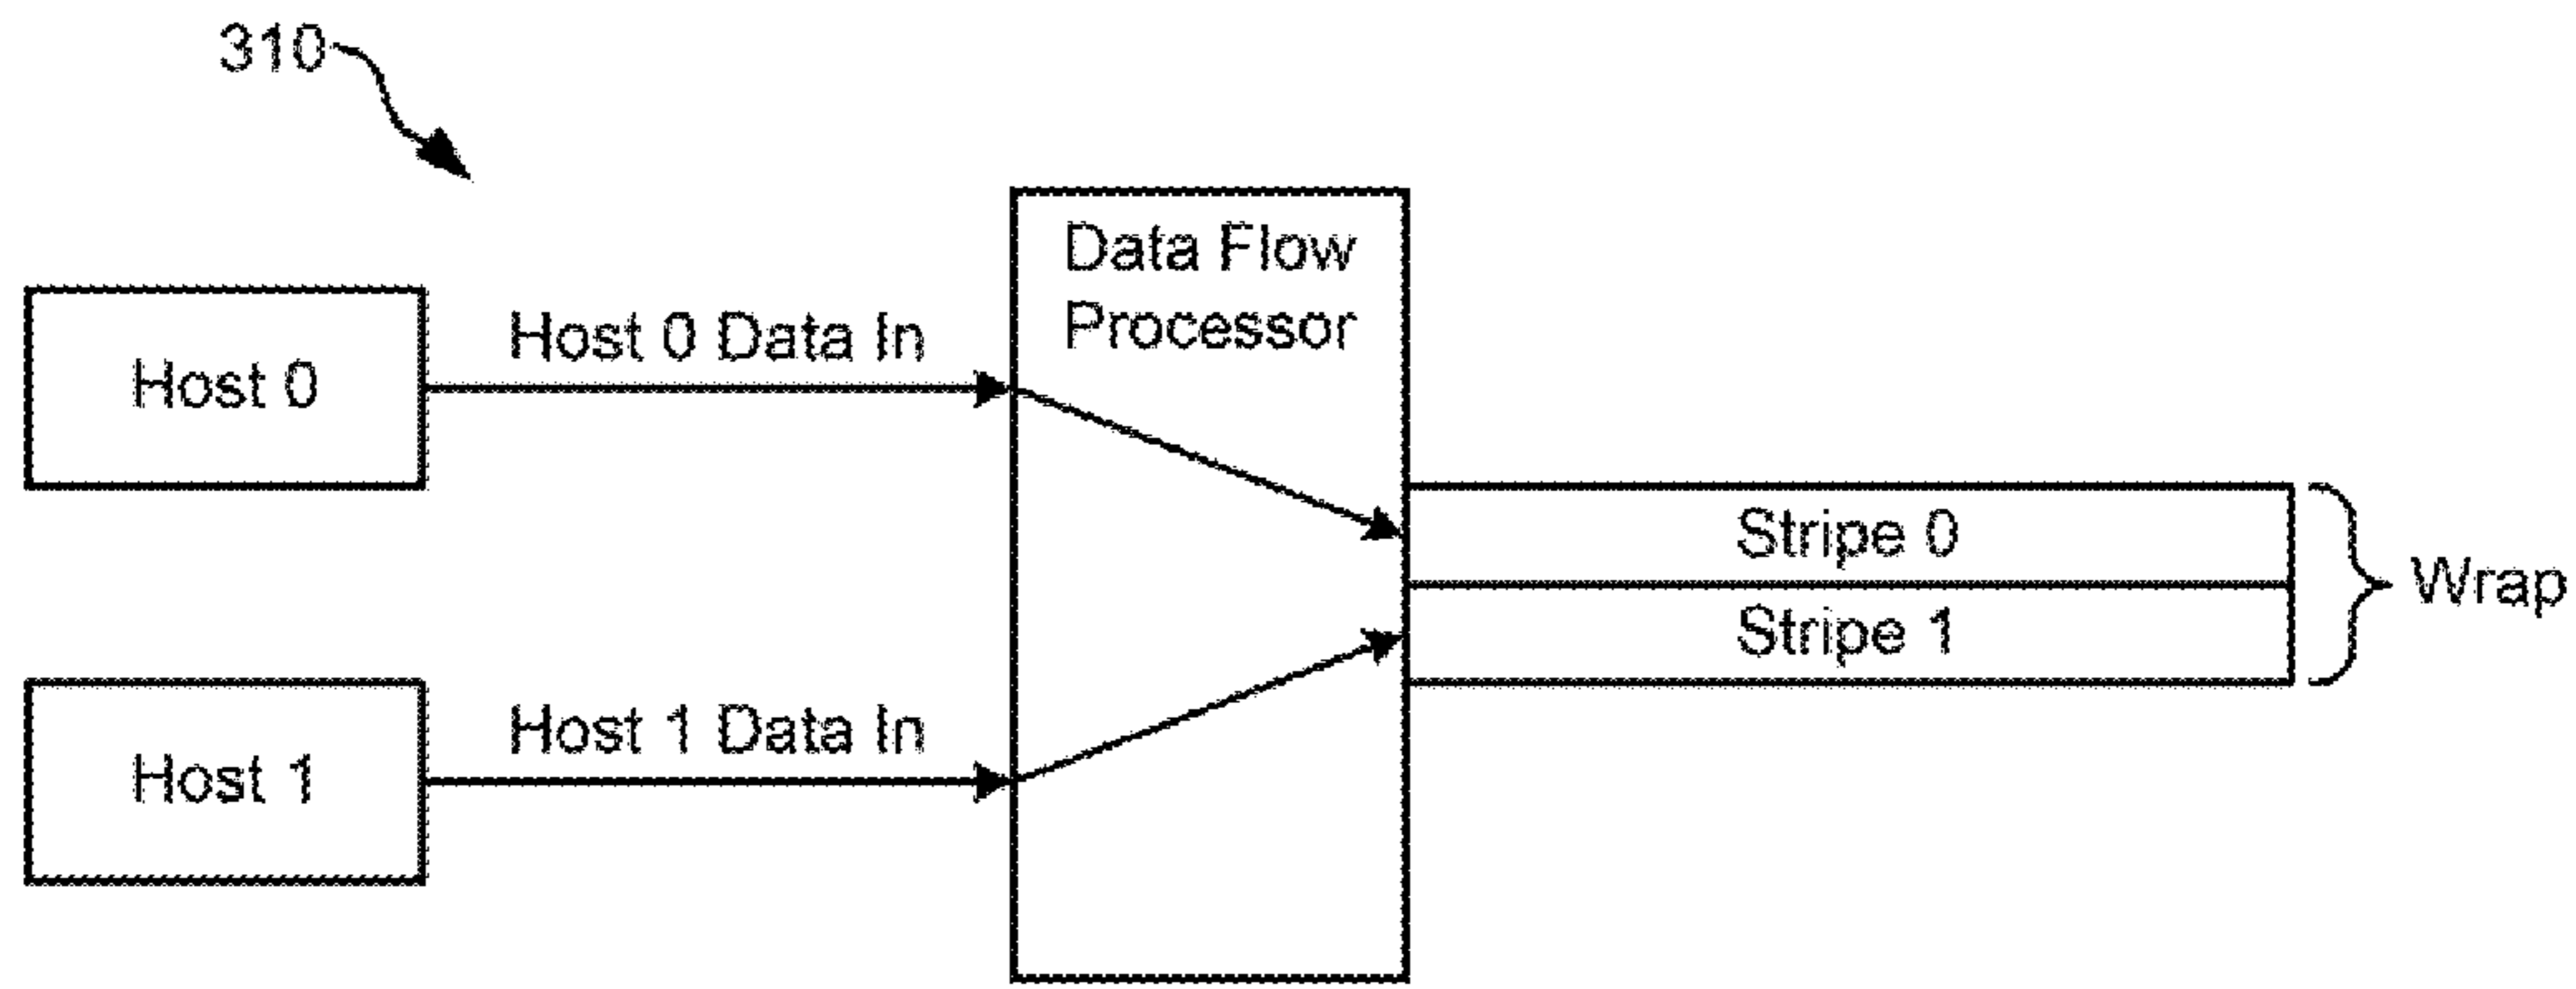 310
Data Flow
Processor
Host 0 Data In
Host 0
Stripe 0
Wrap
Stripe 1
Host 1 Data In
Host 1